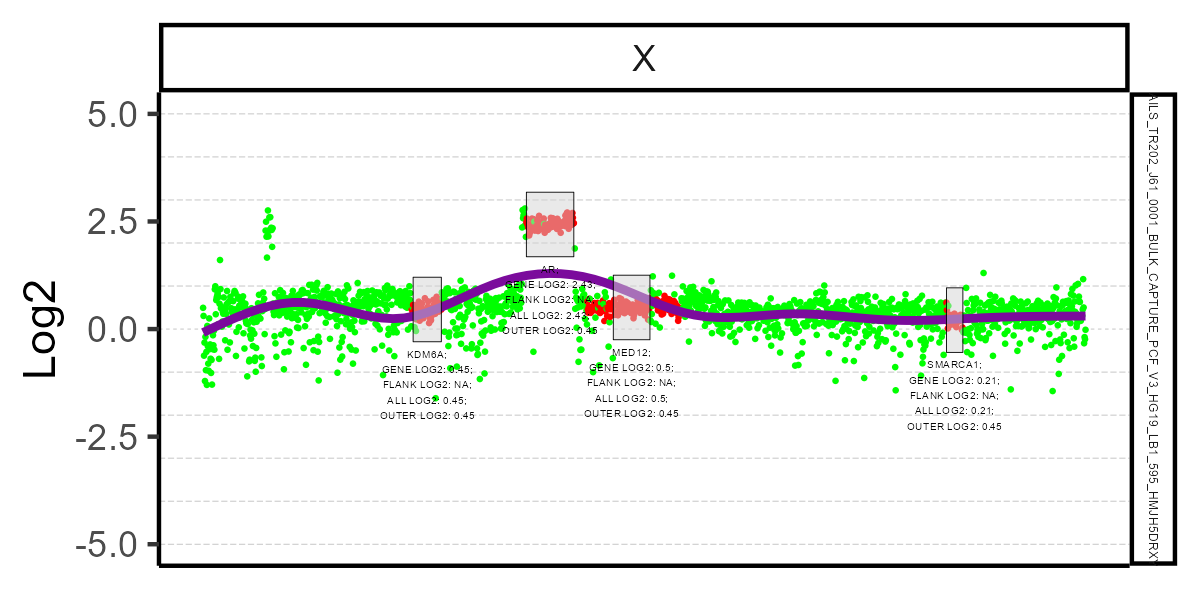 X
Log2
5.0
2.5
0.0
-2.5
-5.0
AR;
GENE LOG2: 2.43;
FLANK LOG2: NA;
ALL LOG2: 2.43;
OUTER LOG2: 0.45
KDM6A;
GENE LOG2: 0.45;
FLANK LOG2: NA;
ALL LOG2: 0.45;
OUTER LOG2: 0.45
MED12;
GENE LOG2: 0.5;
FLANK LOG2: NA;
ALL LOG2: 0.5;
OUTER LOG2: 0.45
SMARCA1;
GENE LOG2: 0.21;
FLANK LOG2: NA;
ALL LOG2: 0.21;
OUTER LOG2: 0.45
AILS_TR202_J61_0001_BULK_CAPTURE_PCF_V3_HG19_LB1_595_HMJH5DRX